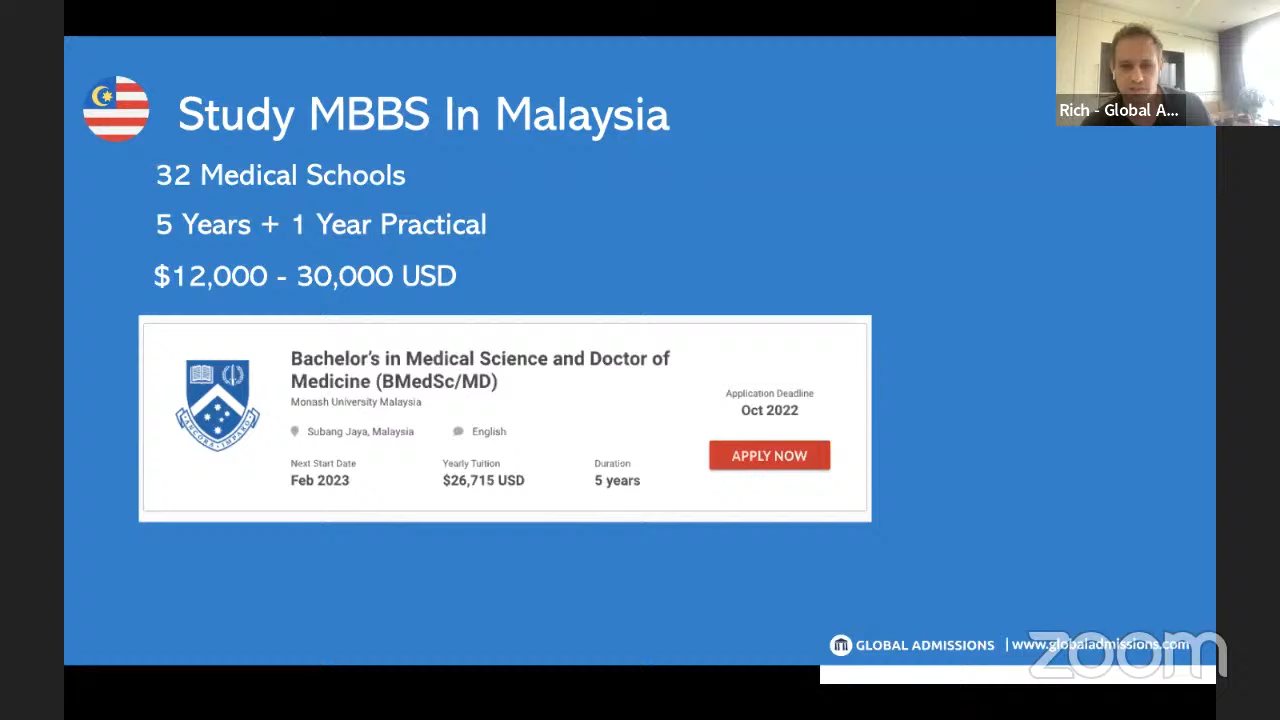 Study MBBS In Malaysia
32 Medical Schools
5 Years + 1 Year Practical
$12,000 - 30,000 USD
Bachelor's in Medical Science and Doctor of
Medicine (BMedSc/MD)
Monash University Malaysia
Subang Jaya, Malaysia English
Next Start Date Yearly Tuition Duration
Feb 2023 $26,715 USD 5 years
Application Deadline
Oct 2022
APPLY NOW
ANCORA IMPARO
Rich - Global A...
GLOBAL ADMISSIONS | www.globaladmissions.com
zoom